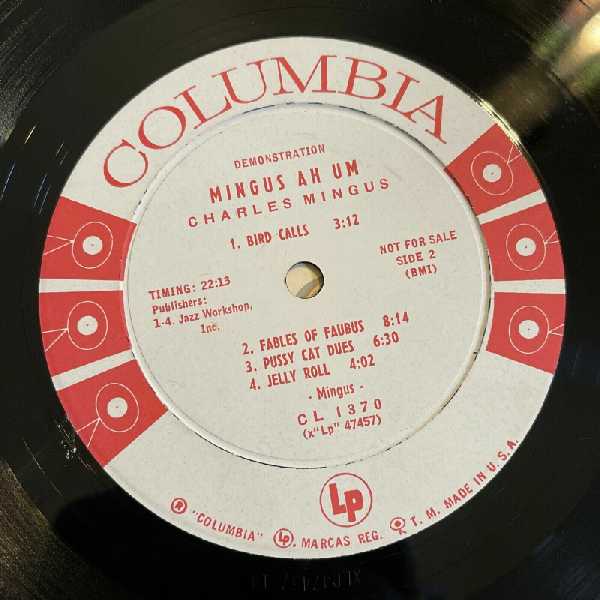 COLUMBIA
DEMONSTRATION
MINGUS AH UM
CHARLES MINGUS
1. BIRD CALLS 3:12
NOT FOR SALE
SIDE 2
(BMI)
TIMING: 22:13
Publishers:
1-4. Jazz Workshop,
Inc.
2. FABLES OF FAUBUS 8:14
3. PUSSY CAT DUES 6:30
4. JELLY ROLL 4:02
- Mingus -
CL 1370
(x"Lp" 47457)
Lp
® "COLUMBIA" Lp. MARCAS REG. T. M. MADE IN U. S. A.